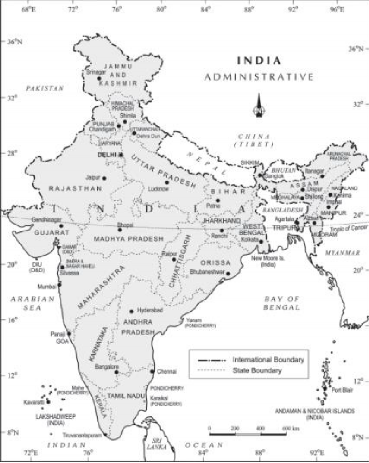 68°E
72°E
76°E
80°E
84°E
88°E
92°E
96°E
36°N
36°N
INDIA
ADMINISTRATIVE
JAMMU
AND
KASHMIR
Srinagar
PAKISTAN
32°N
32°N
HIMACHAL
PRADESH
Shimla
PUNJAB
Chandigarh
UTTARANCHAL
Dehra Dun
HARYANA
DELHI
CHINA
(TIBET)
28°N
28°N
NEPAL
SIKKIM
BHUTAN
Gangtok
ARUNACHAL
PRADESH
Itanagar
RAJASTHAN
Jaipur
UTTAR PRADESH
Lucknow
BIHAR
Patna
ASSAM
Dispur
NAGALAND
Kohima
MEGHALAYA
Shillong
Imphal
MANIPUR
BANGLADESH
INDIA
Agartala
TRIPURA
Aizawl
MIZORAM
Tropic of Cancer
Gandhinagar
GUJARAT
Bhopal
MADHYA PRADESH
JHARKHAND
Ranchi
WEST
BENGAL
Kolkata
New Moore Is.
(India)
MYANMAR
DIU
(D&D)
DAMAN
(D&D)
Silvassa
Raipur
CHHATTISGARH
ORISSA
Bhubaneshwar
20°N
20°N
Mumbai
MAHARASHTRA
ARABIAN
SEA
Hyderabad
ANDHRA
PRADESH
Yanam
(PONDICHERRY)
BAY OF
BENGAL
16°N
16°N
Panaji
GOA
KARNATAKA
International Boundary
State Boundary
Bangalore
Chennai
12°N
12°N
Mahe
(PONDICHERRY)
PONDICHERRY
Karaikal
(PONDICHERRY)
TAMIL NADU
KERALA
Kavaratti
LAKSHADWEEP
(INDIA)
Port Blair
ANDAMAN & NICOBAR ISLANDS
(INDIA)
Thiruvananthapuram
8°N
8°N
SRI
LANKA
0
200
400
600 km
INDIAN
OCEAN
72°E
76°E
80°E
84°E
88°E
92°E